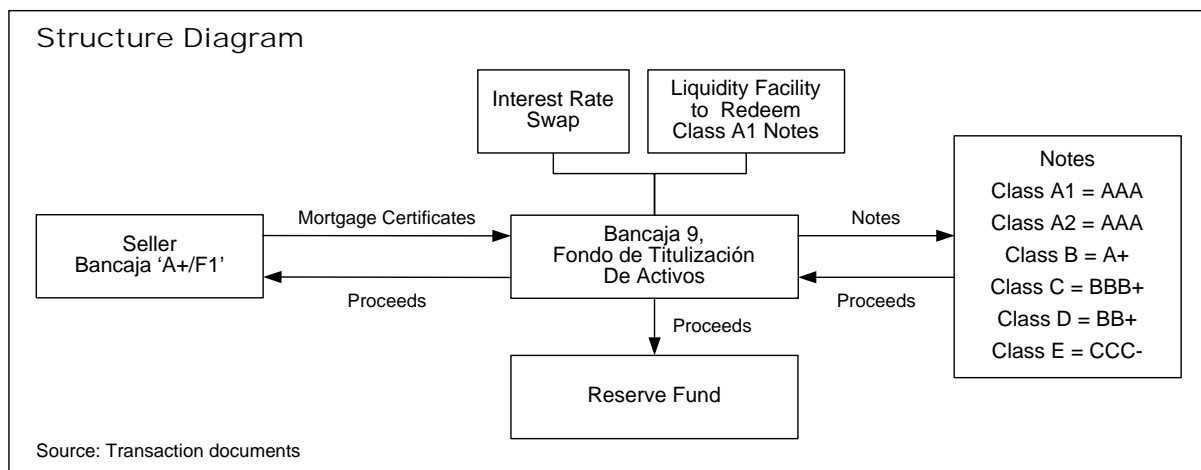 Structure Diagram
Interest Rate
Swap
Liquidity Facility
to Redeem
Class A1 Notes
Seller
Bancaja ‘A+/F1’
Mortgage Certificates
Proceeds
Bancaja 9,
Fondo de Titulización
De Activos
Notes
Proceeds
Notes
Class A1 = AAA
Class A2 = AAA
Class B = A+
Class C = BBB+
Class D = BB+
Class E = CCC-
Proceeds
Reserve Fund
Source: Transaction documents